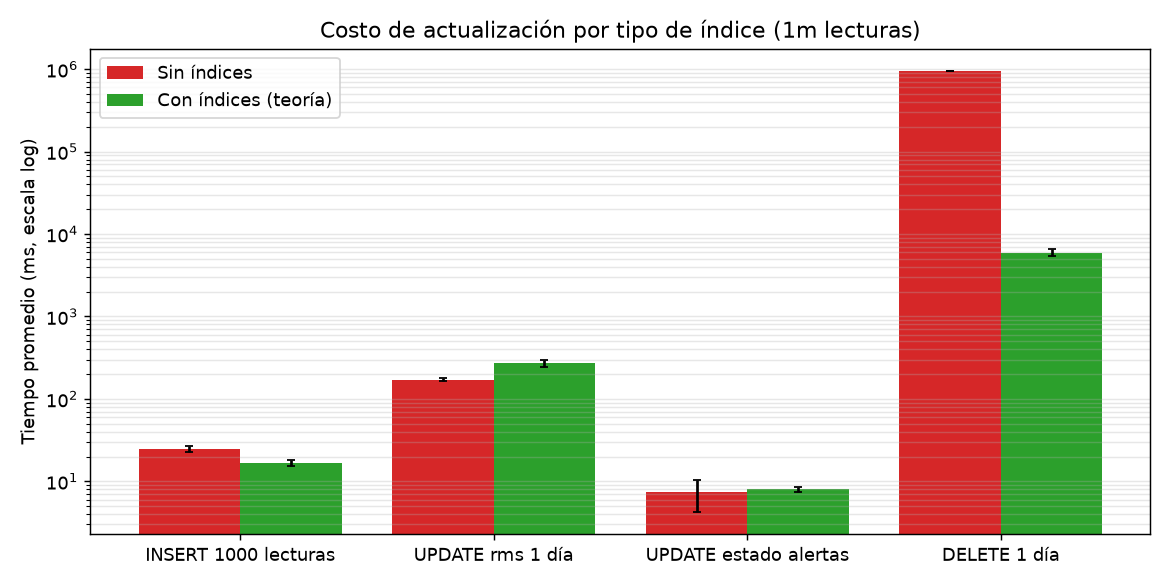 Costo de actualización por tipo de índice (1m lecturas)
Sin índices
Con índices (teoría)
Tiempo promedio (ms, escala log)
10⁶
10⁵
10⁴
10³
10²
10¹
INSERT 1000 lecturas
UPDATE rms 1 día
UPDATE estado alertas
DELETE 1 día